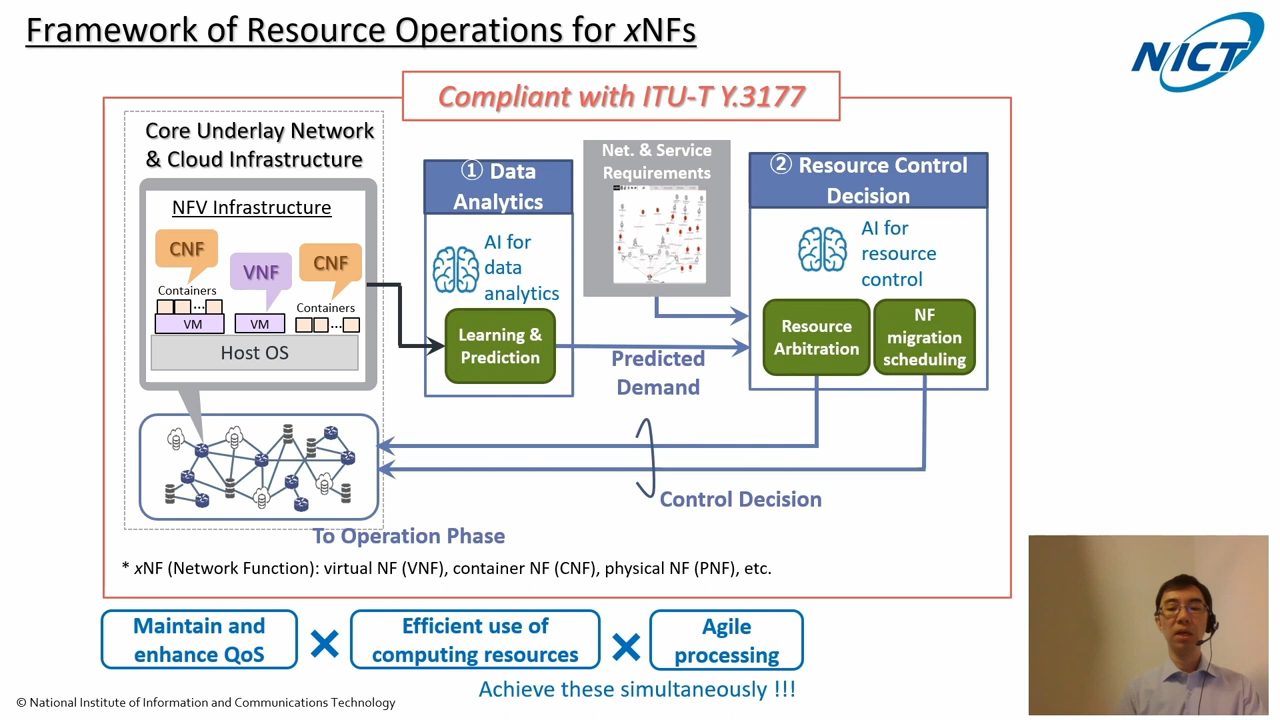 Framework of Resource Operations for xNFs
NICT
Compliant with ITU-T Y.3177
Core Underlay Network
& Cloud Infrastructure
NFV Infrastructure
CNF
VNF
CNF
Containers
...
VM
VM
Containers
...
Host OS
① Data
Analytics
AI for
data
analytics
Learning &
Prediction
Net. & Service
Requirements
Predicted
Demand
② Resource Control
Decision
AI for
resource
control
Resource
Arbitration
NF
migration
scheduling
Control Decision
To Operation Phase
* xNF (Network Function): virtual NF (VNF), container NF (CNF), physical NF (PNF), etc.
Maintain and
enhance QoS
×
Efficient use of
computing resources
×
Agile
processing
Achieve these simultaneously !!!
© National Institute of Information and Communications Technology